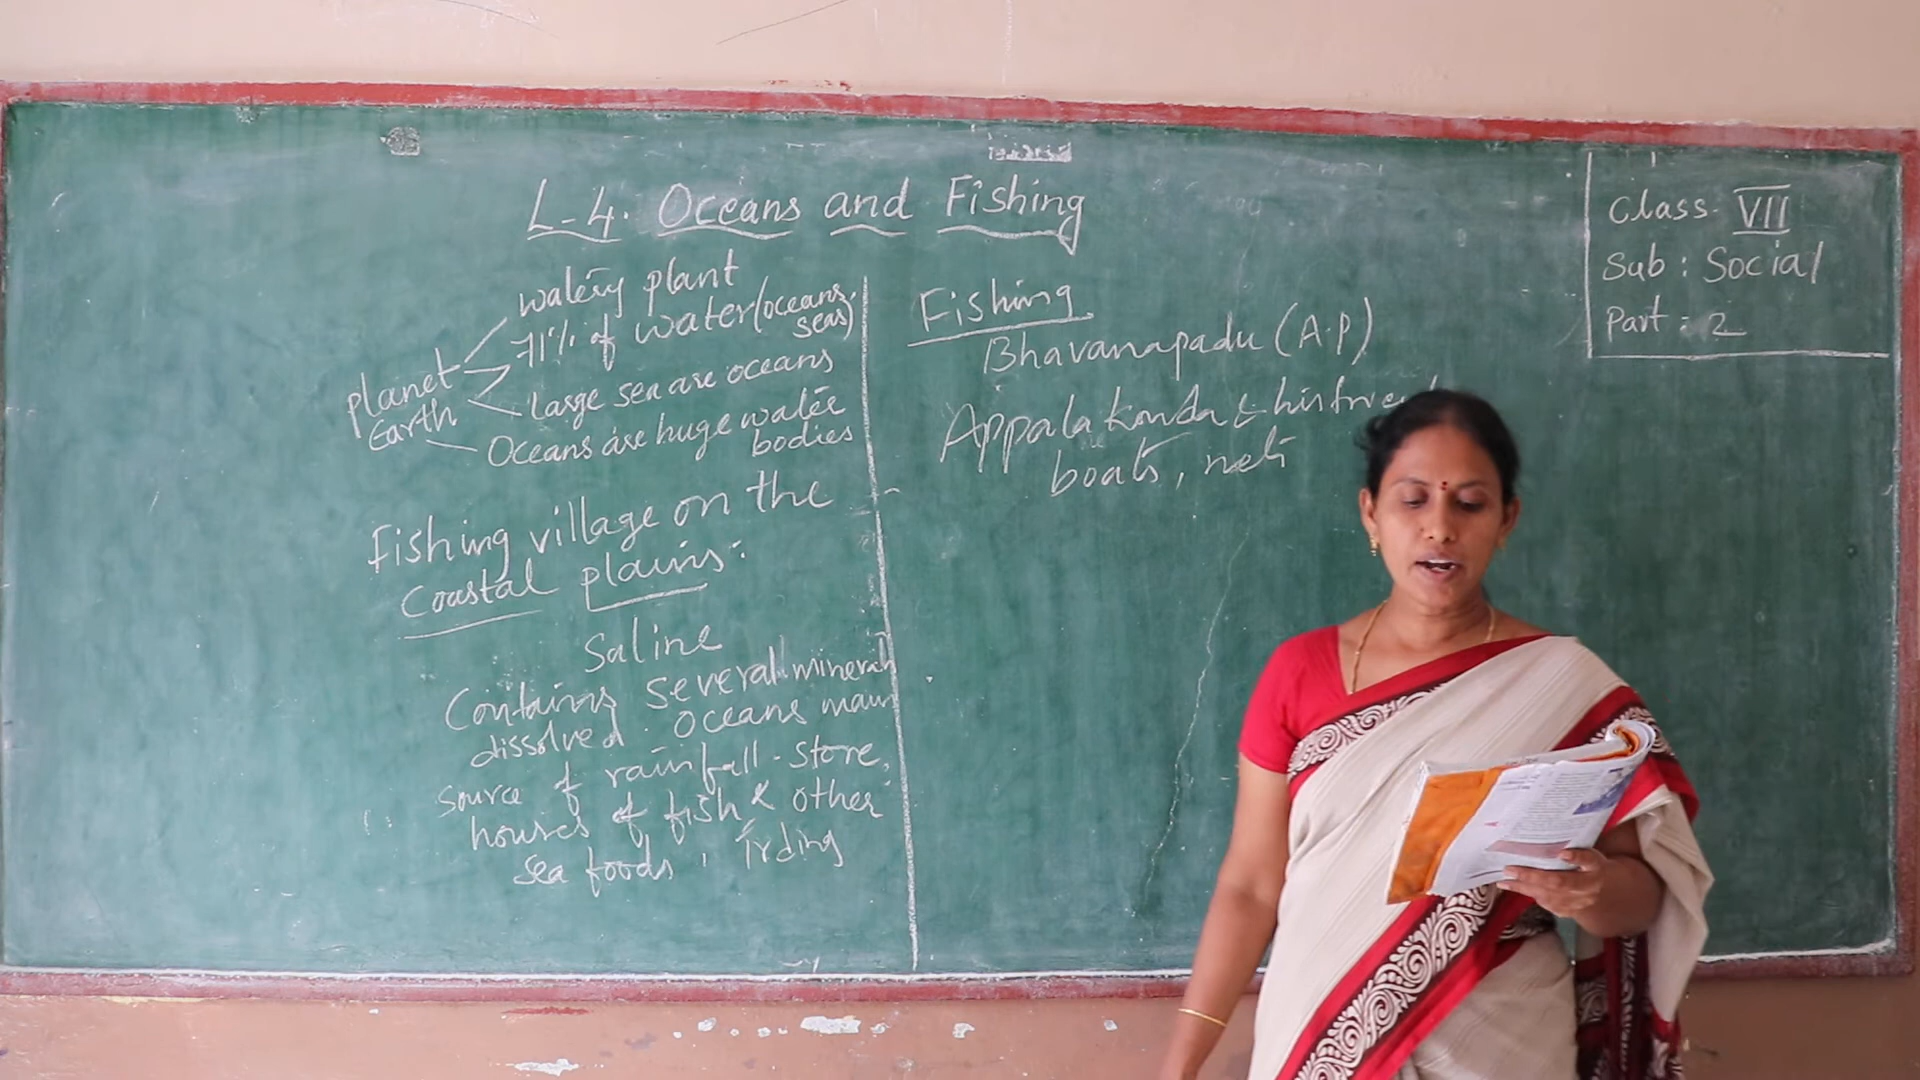 L-4. Oceans and Fishing
Class VII
Sub : Social
Part : 2
watery plant
71% of water (oceans,
seas)
planet
Earth
Large sea are oceans
Oceans are huge water
bodies
Fishing village on the
coastal plains:
Saline
Contains several minerals
dissolved. oceans main
source of rainfall. store,
houses of fish & other
sea foods, Trding
Fishing
Bhavanapadu (A.P)
Appala konda & his
boats, nets